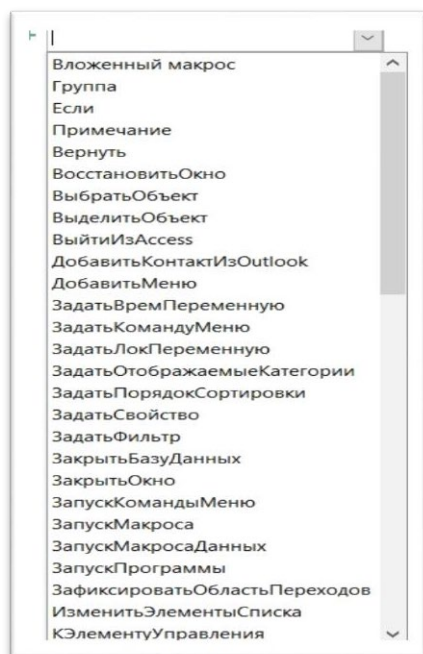 Вложенный макрос
Группа
Если
Примечание
Вернуть
ВосстановитьОкно
ВыбратьОбъект
ВыделитьОбъект
ВыйтиИзAccess
ДобавитьКонтактИзOutlook
ДобавитьМеню
ЗадатьВремПеременную
ЗадатьКомандуМеню
ЗадатьЛокПеременную
ЗадатьОтображаемыеКатегории
ЗадатьПорядокСортировки
ЗадатьСвойство
ЗадатьФильтр
ЗакрытьБазуДанных
ЗакрытьОкно
ЗапускКомандыМеню
ЗапускМакроса
ЗапускМакросаДанных
ЗапускПрограммы
ЗафиксироватьОбластьПереходов
ИзменитьЭлементыСписка
КЭлементуУправления